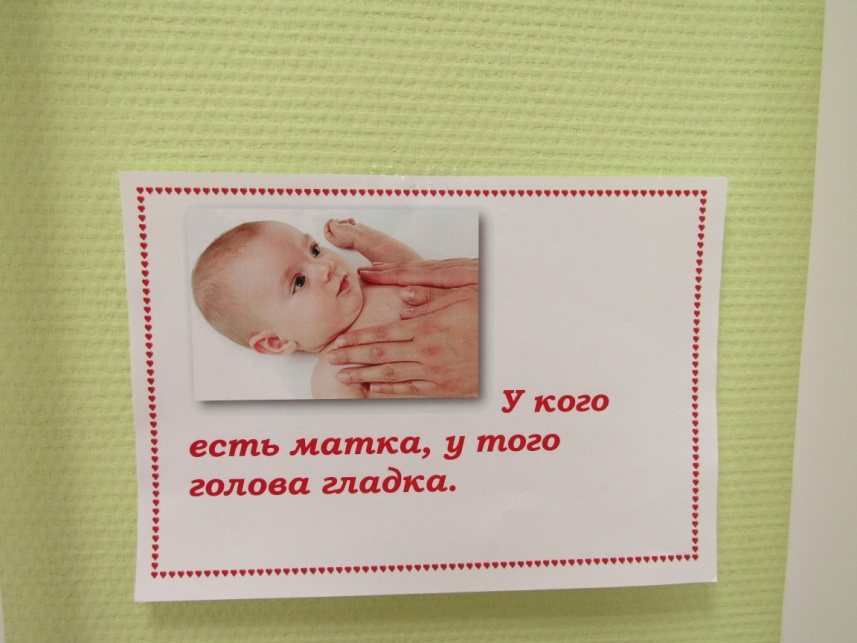 У кого
есть матка, у того
голова гладка.